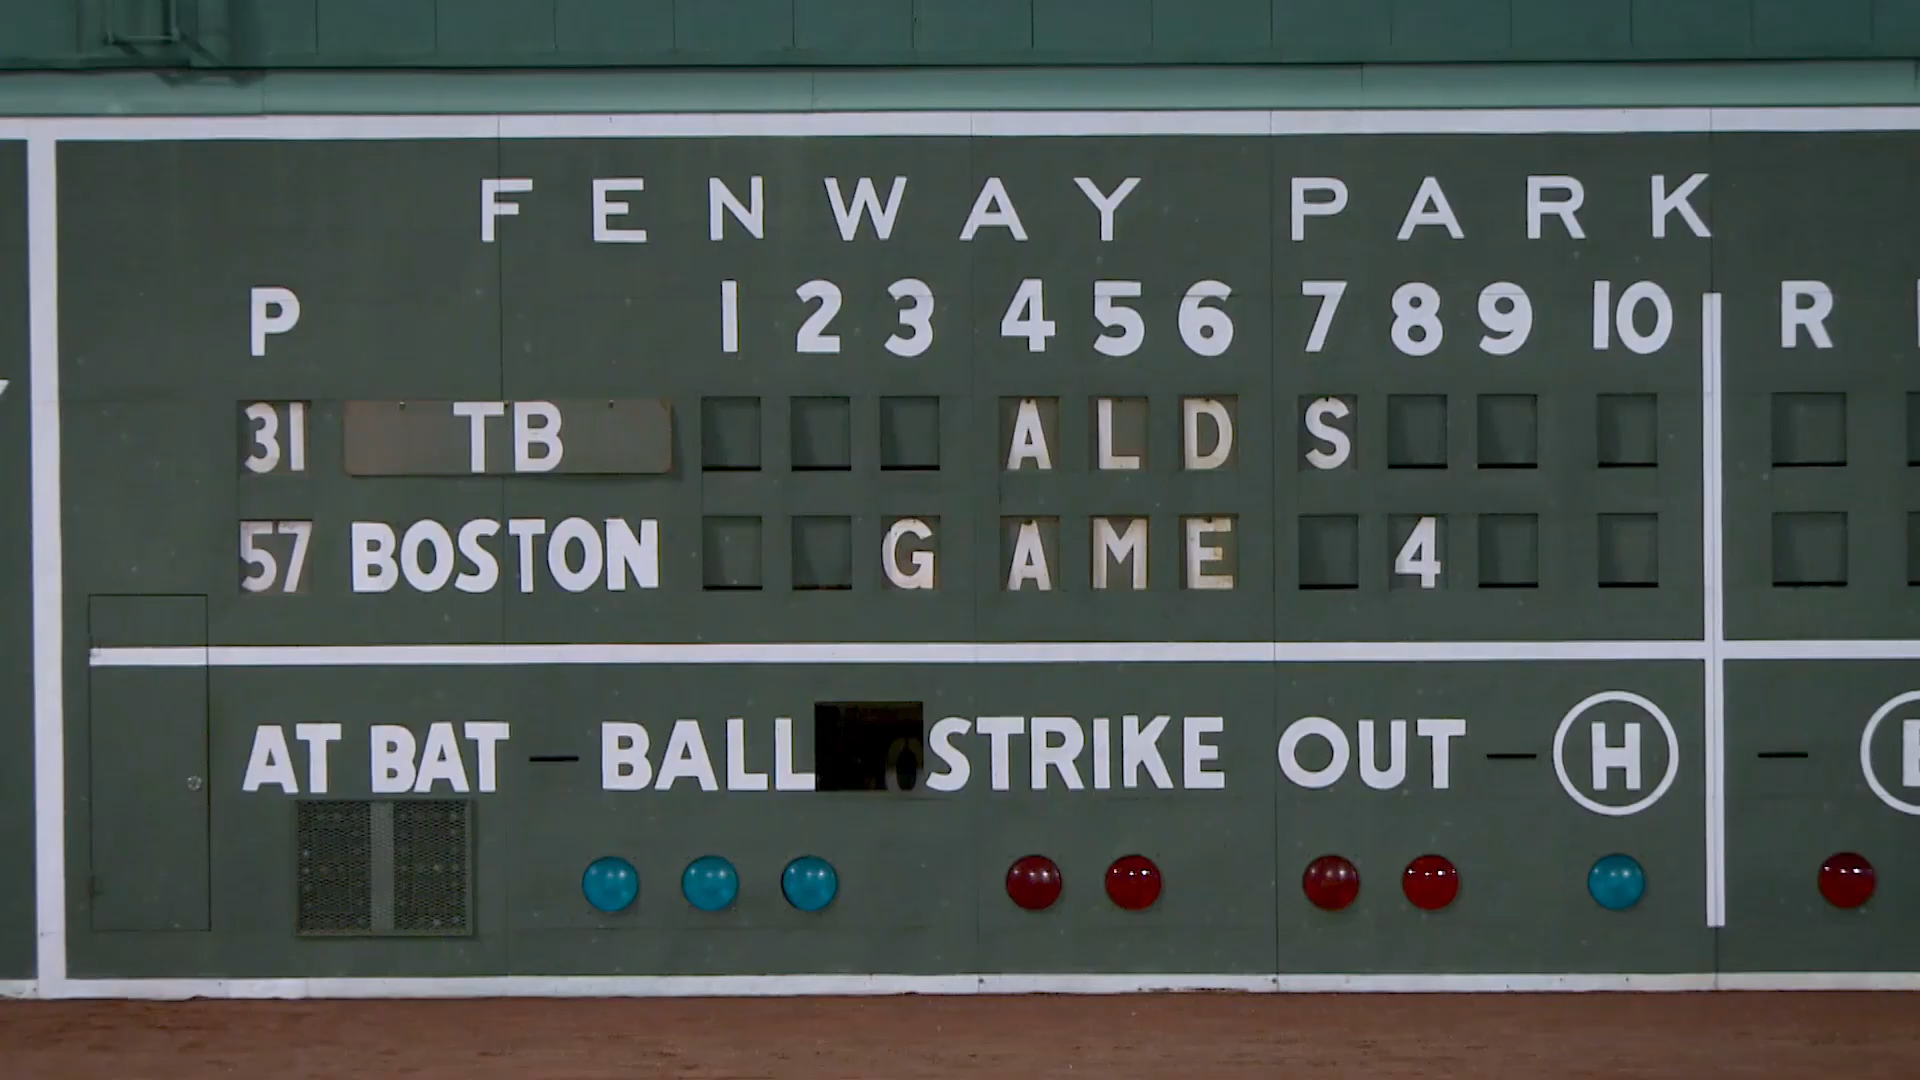 FENWAY PARK
P 1 2 3 4 5 6 7 8 9 10 R
31 TB ALDS
57 BOSTON GAME 4
AT BAT – BALL STRIKE OUT – H –